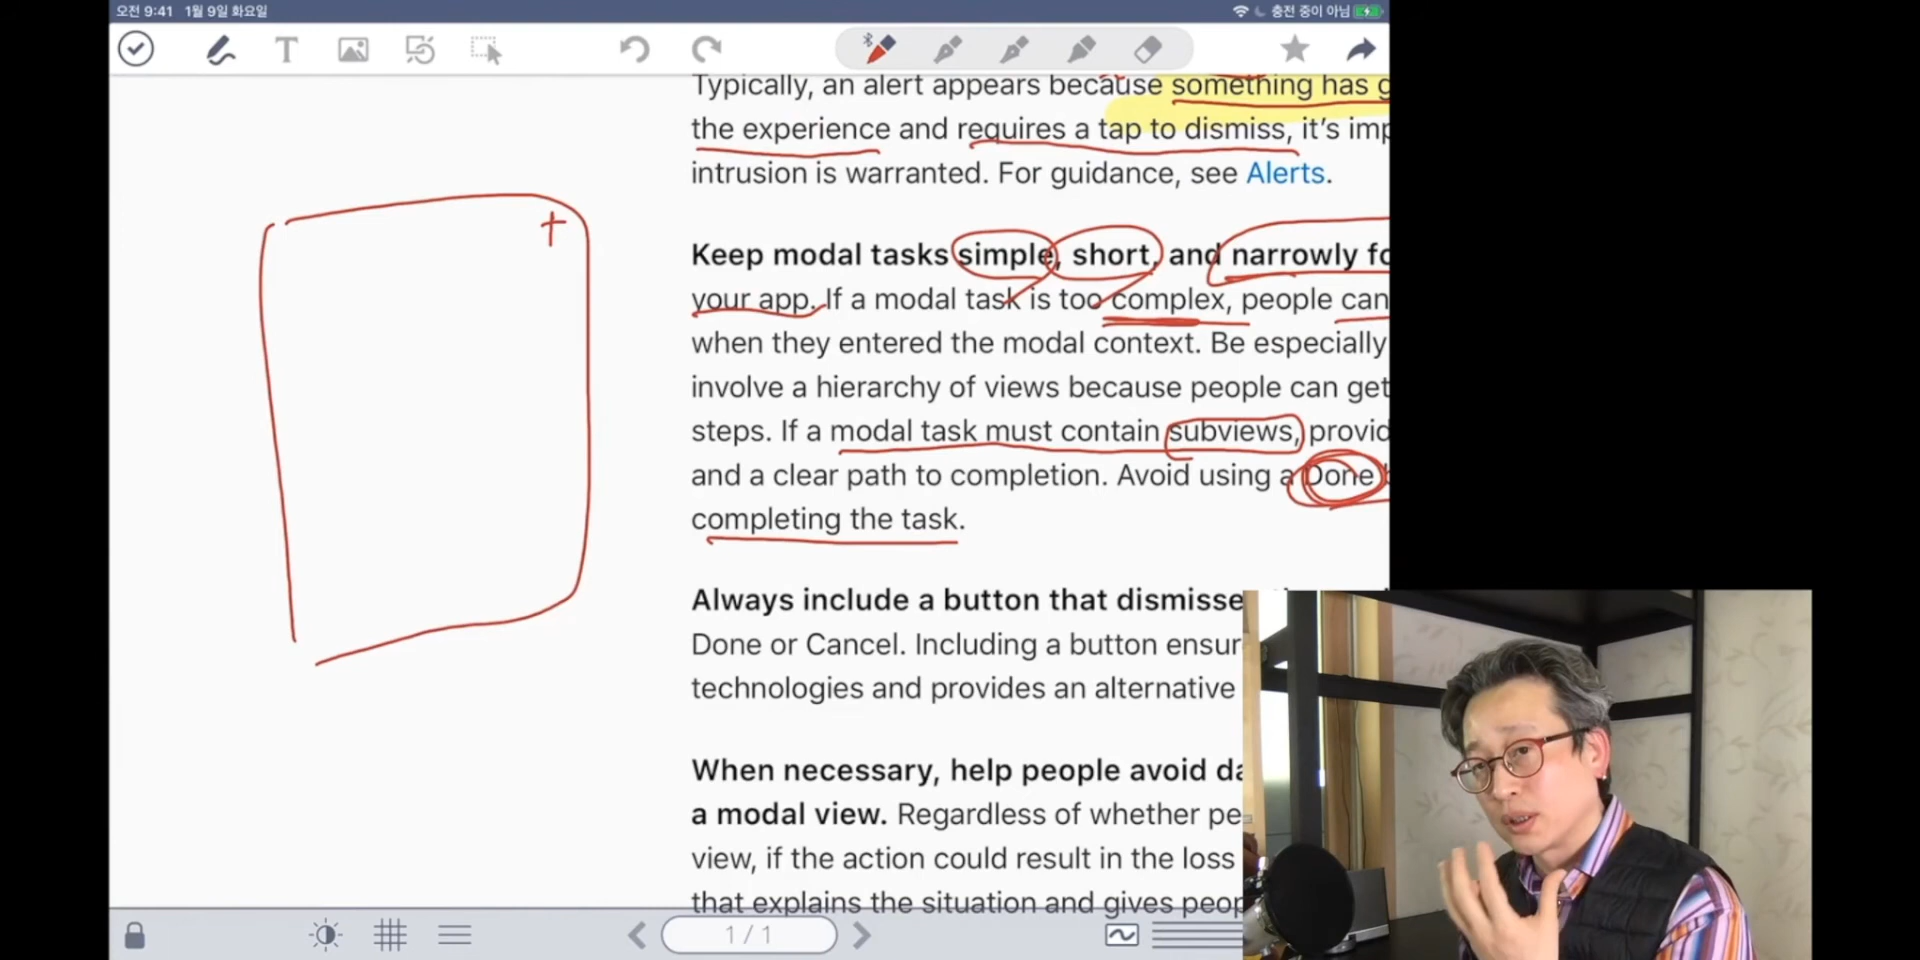 오전 9:41 1월 9일 화요일
충전 중이 아님
T
Typically, an alert appears because something has g
the experience and requires a tap to dismiss, it's imp
intrusion is warranted. For guidance, see Alerts.
Keep modal tasks simple, short, and narrowly fo
your app. If a modal task is too complex, people can
when they entered the modal context. Be especially
involve a hierarchy of views because people can get
steps. If a modal task must contain subviews, provid
and a clear path to completion. Avoid using a Done b
completing the task.
Always include a button that dismisse
Done or Cancel. Including a button ensur
technologies and provides an alternative
When necessary, help people avoid da
a modal view. Regardless of whether pe
view, if the action could result in the loss
that explains the situation and gives peop
1 / 1